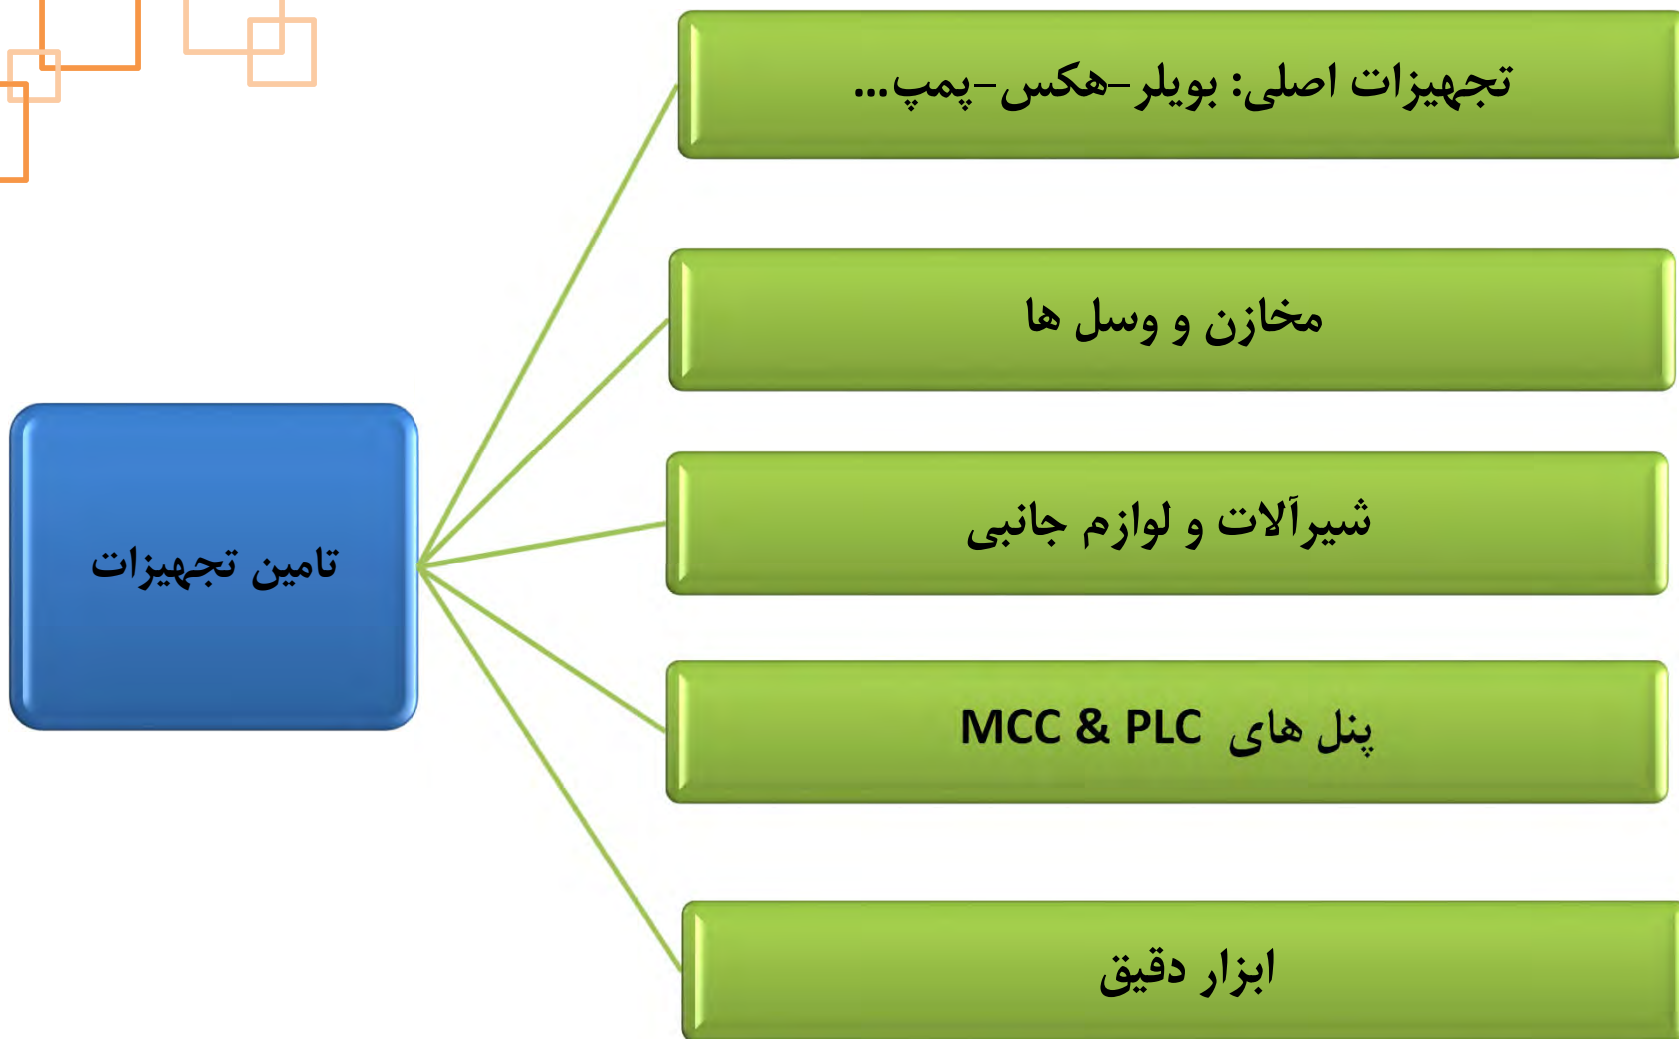 تجهیزات اصلی: بویلر-هکس-پمپ...
مخازن و وسل ها
شیرآلات و لوازم جانبی
تامین تجهیزات
پنل های MCC & PLC
ابزار دقیق